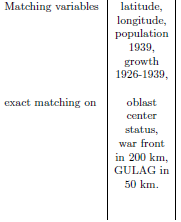 Matching variables latitude,
longitude,
population
1939,
growth
1926-1939,
exact matching on oblast
center
status,
war front
in 200 km,
GULAG in
50 km.